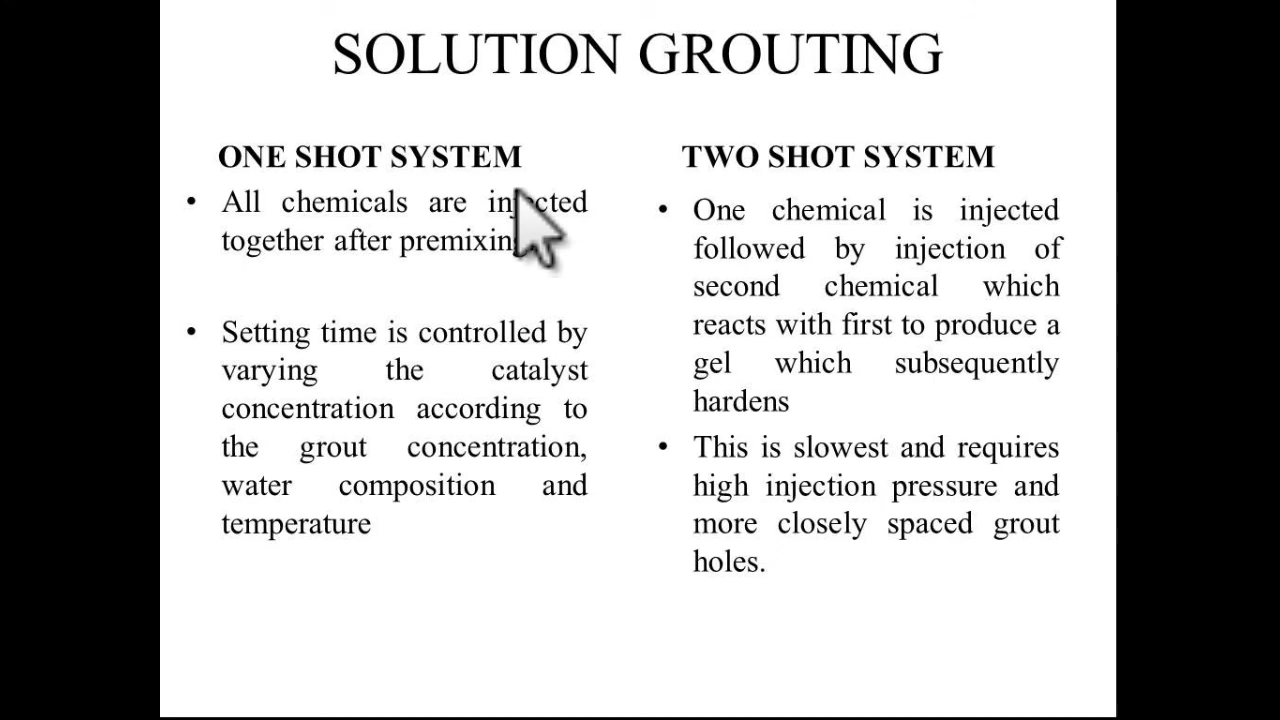 SOLUTION GROUTING
ONE SHOT SYSTEM
• All chemicals are injected
together after premixing
• Setting time is controlled by
varying the catalyst
concentration according to
the grout concentration,
water composition and
temperature
TWO SHOT SYSTEM
• One chemical is injected
followed by injection of
second chemical which
reacts with first to produce a
gel which subsequently
hardens
• This is slowest and requires
high injection pressure and
more closely spaced grout
holes.